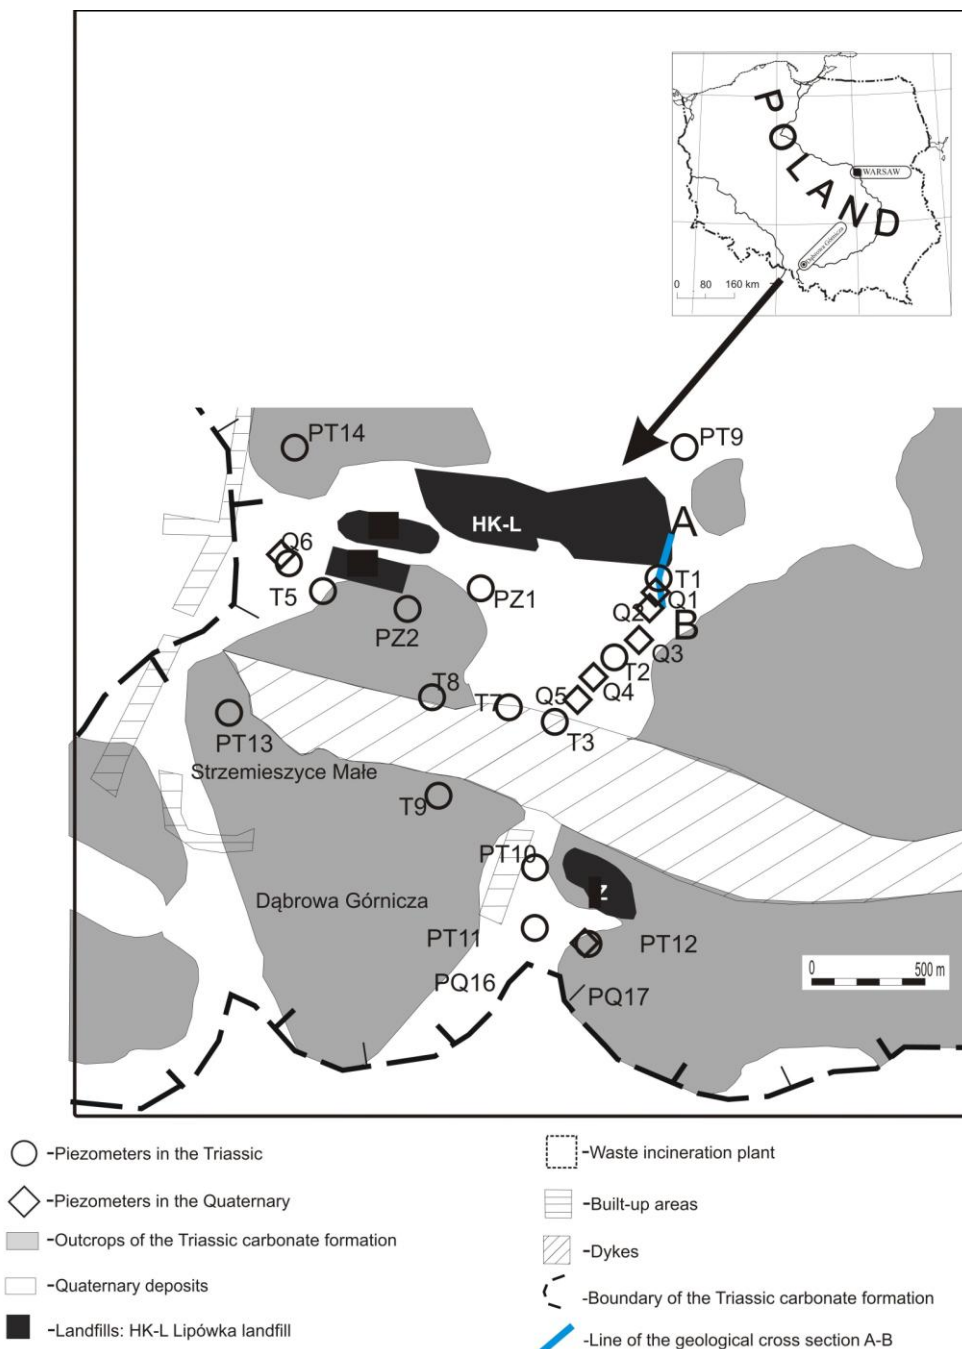 POLAND
WARSAW
Dąbrowa Górnicza
0 80 160 km
PT14
PT9
HK-L
A
Q6
T1
T5
PZ1
Q1
Q2
B
PZ2
Q3
T2
T8
Q5
Q4
T7
PT13
T3
Strzemieszyce Małe
T9
PT10
Z
Dąbrowa Górnicza
PT11
PT12
0 500 m
PQ16
PQ17
-Piezometers in the Triassic
-Piezometers in the Quaternary
-Outcrops of the Triassic carbonate formation
-Quaternary deposits
-Landfills: HK-L Lipówka landfill
-Waste incineration plant
-Built-up areas
-Dykes
-Boundary of the Triassic carbonate formation
-Line of the geological cross section A-B